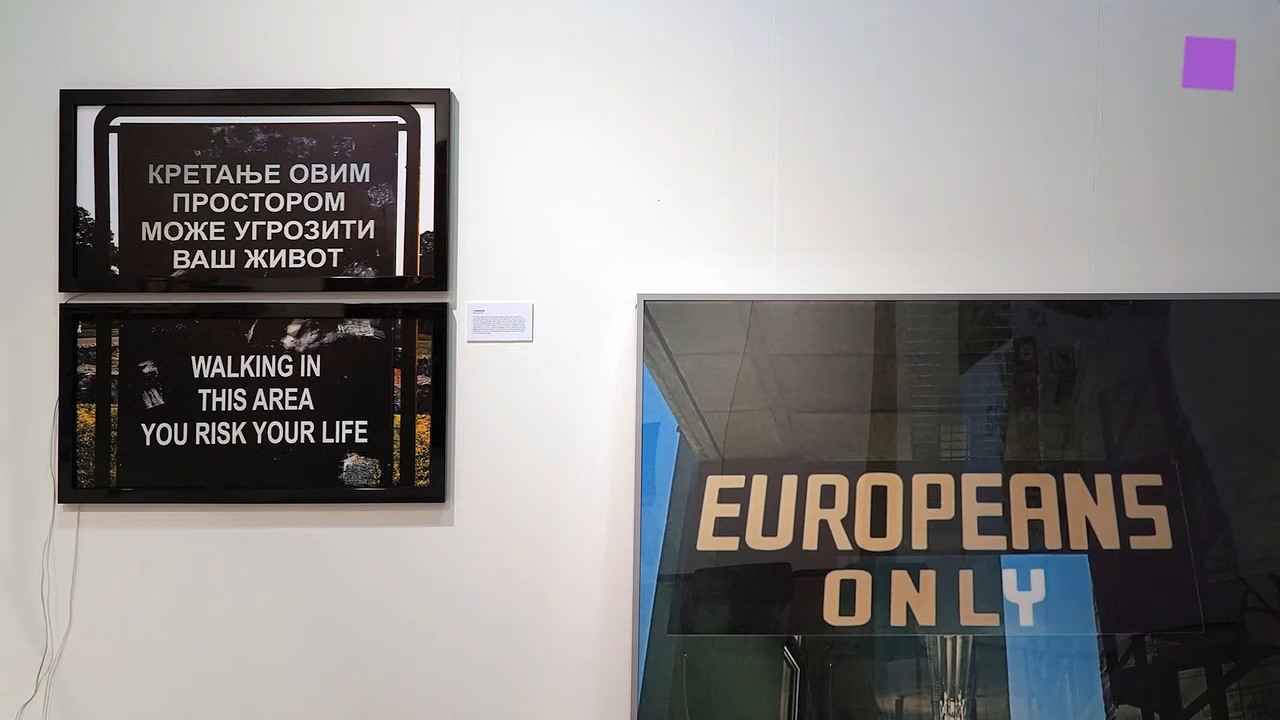 КРЕТАЊЕ ОВИМ
ПРОСТОРОМ
МОЖЕ УГРОЗИТИ
ВАШ ЖИВОТ
WALKING IN
THIS AREA
YOU RISK YOUR LIFE
EUROPEANS
ONLY